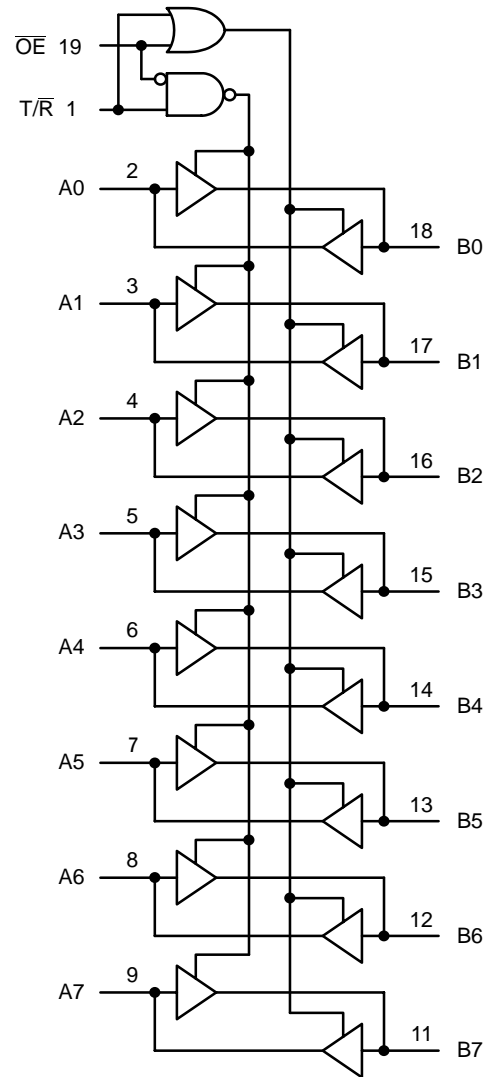 O̅E̅ 19
T/R̅ 1
A0 2
18 B0
A1 3
17 B1
A2 4
16 B2
A3 5
15 B3
A4 6
14 B4
A5 7
13 B5
A6 8
12 B6
A7 9
11 B7